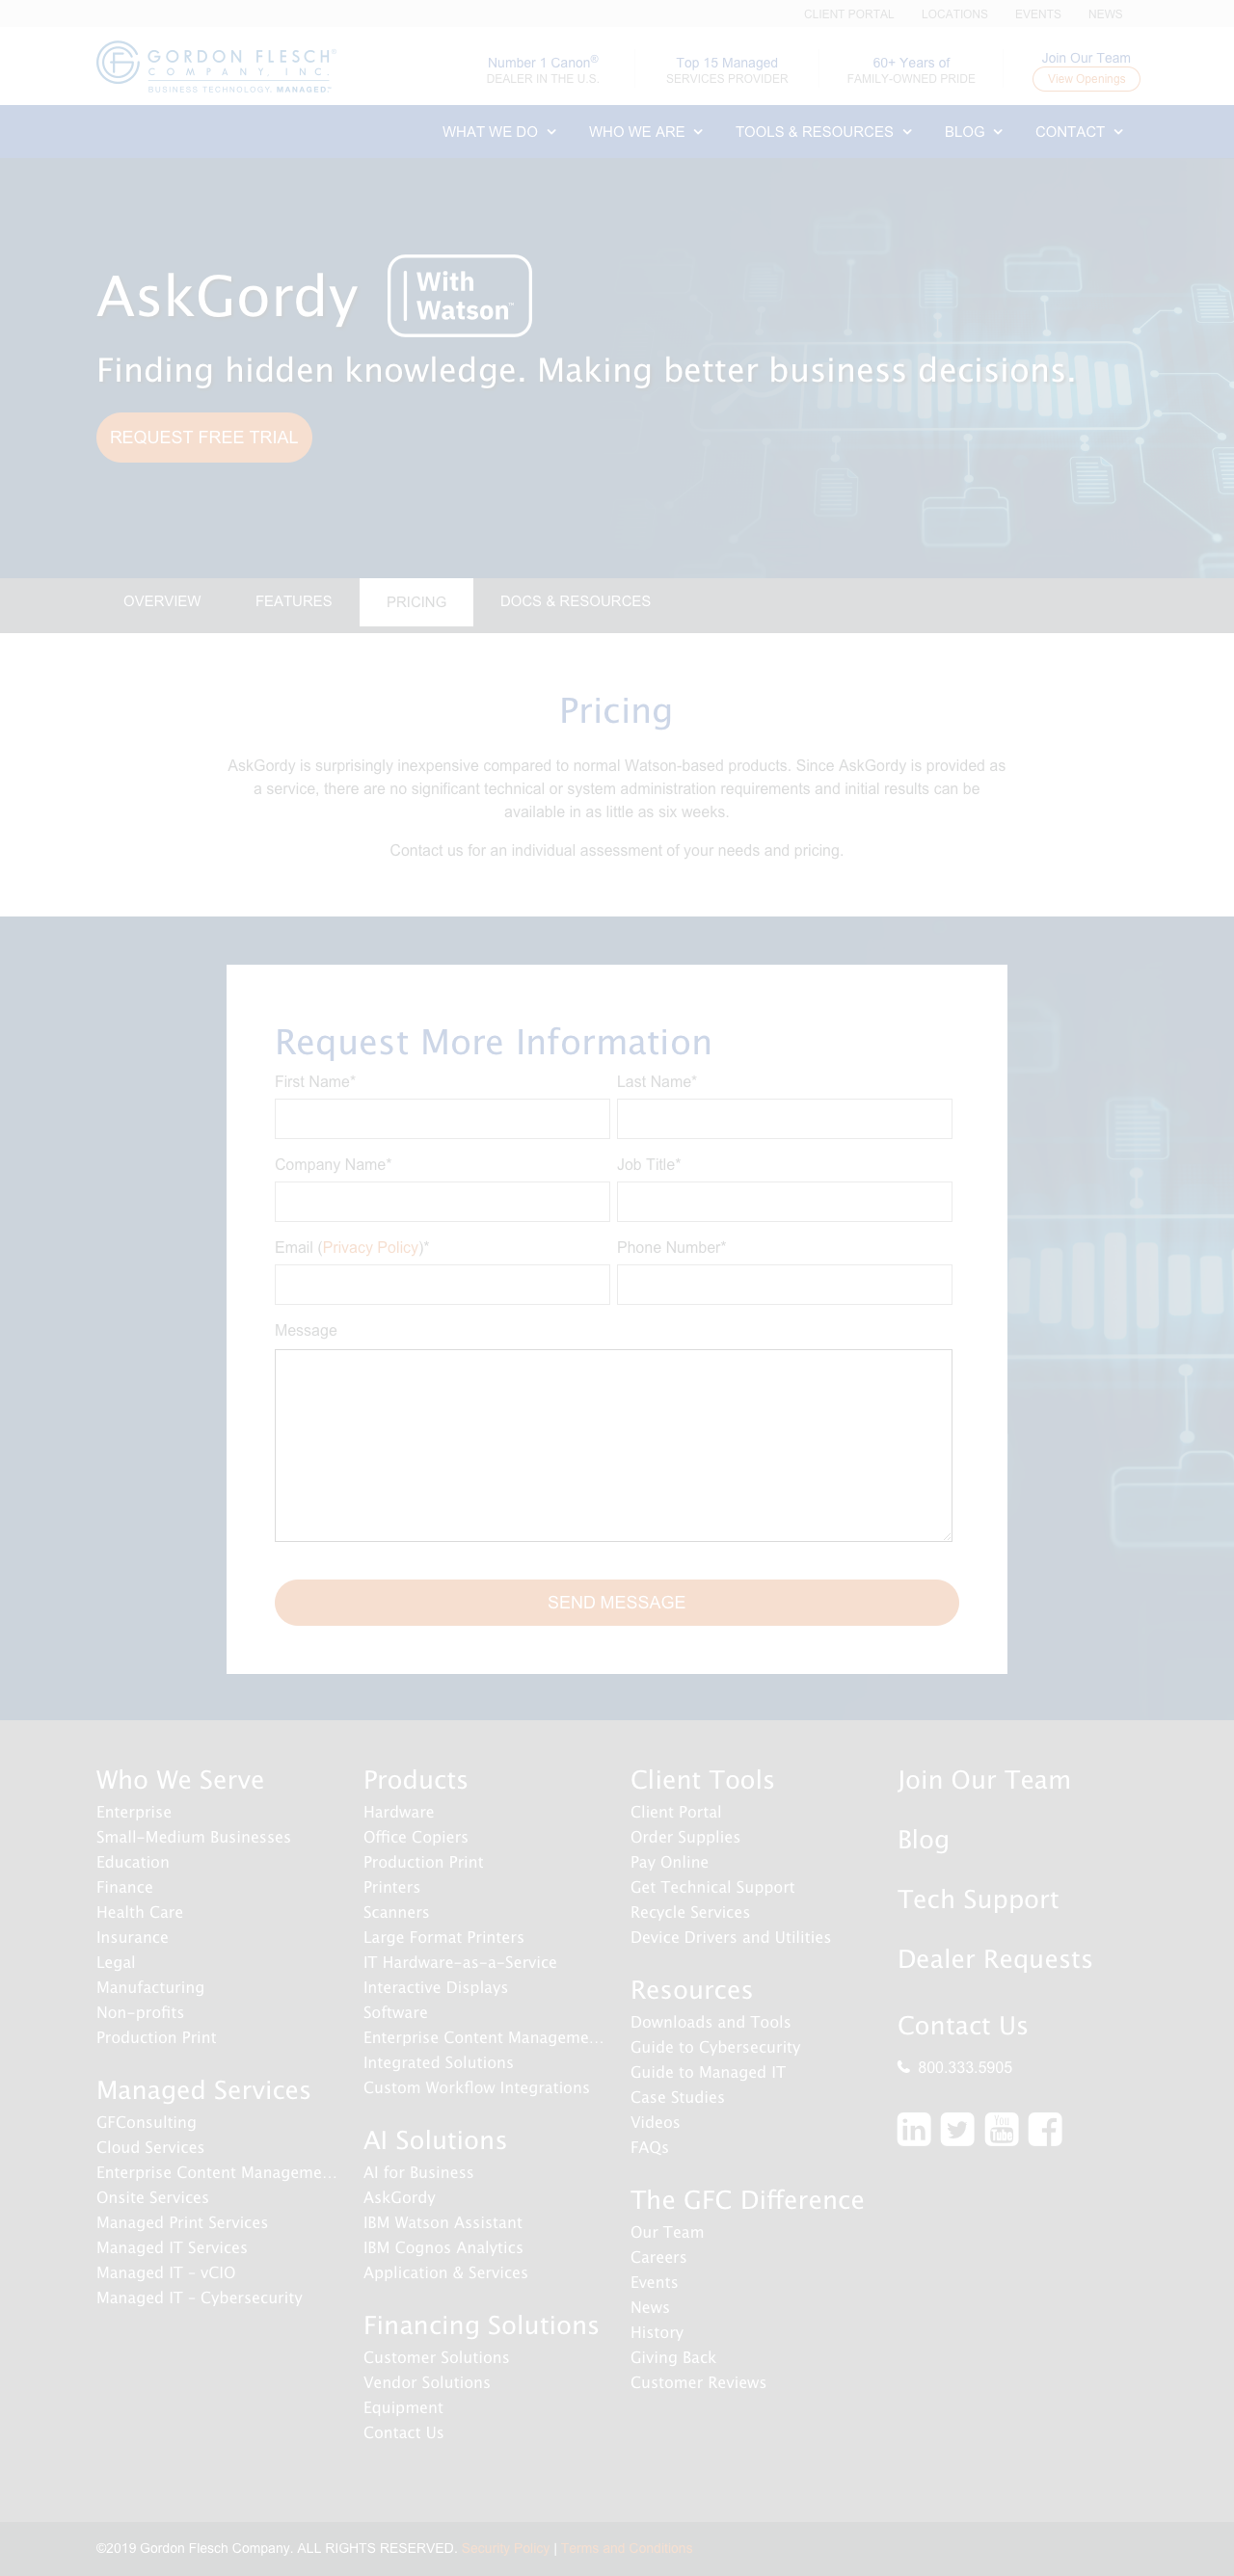 CLIENT PORTAL LOCATIONS EVENTS NEWS
GORDON FLESCH®
COMPANY, INC.
BUSINESS TECHNOLOGY. MANAGED.
Number 1 Canon®
DEALER IN THE U.S.
Top 15 Managed
SERVICES PROVIDER
60+ Years of
FAMILY-OWNED PRIDE
Join Our Team
View Openings
WHAT WE DO WHO WE ARE TOOLS & RESOURCES BLOG CONTACT
AskGordy
With
Watson™
Finding hidden knowledge. Making better business decisions.
REQUEST FREE TRIAL
OVERVIEW FEATURES PRICING DOCS & RESOURCES
Pricing
AskGordy is surprisingly inexpensive compared to normal Watson-based products. Since AskGordy is provided as
a service, there are no significant technical or system administration requirements and initial results can be
available in as little as six weeks.
Contact us for an individual assessment of your needs and pricing.
Request More Information
First Name* Last Name*
Company Name* Job Title*
Email (Privacy Policy)* Phone Number*
Message
SEND MESSAGE
Who We Serve
Enterprise
Small-Medium Businesses
Education
Finance
Health Care
Insurance
Legal
Manufacturing
Non-profits
Production Print
Managed Services
GFConsulting
Cloud Services
Enterprise Content Manageme...
Onsite Services
Managed Print Services
Managed IT Services
Managed IT - vCIO
Managed IT - Cybersecurity
Products
Hardware
Office Copiers
Production Print
Printers
Scanners
Large Format Printers
IT Hardware-as-a-Service
Interactive Displays
Software
Enterprise Content Manageme...
Integrated Solutions
Custom Workflow Integrations
AI Solutions
AI for Business
AskGordy
IBM Watson Assistant
IBM Cognos Analytics
Application & Services
Financing Solutions
Customer Solutions
Vendor Solutions
Equipment
Contact Us
Client Tools
Client Portal
Order Supplies
Pay Online
Get Technical Support
Recycle Services
Device Drivers and Utilities
Resources
Downloads and Tools
Guide to Cybersecurity
Guide to Managed IT
Case Studies
Videos
FAQs
The GFC Difference
Our Team
Careers
Events
News
History
Giving Back
Customer Reviews
Join Our Team
Blog
Tech Support
Dealer Requests
Contact Us
800.333.5905
in
You
Tube
©2019 Gordon Flesch Company. ALL RIGHTS RESERVED. Security Policy | Terms and Conditions